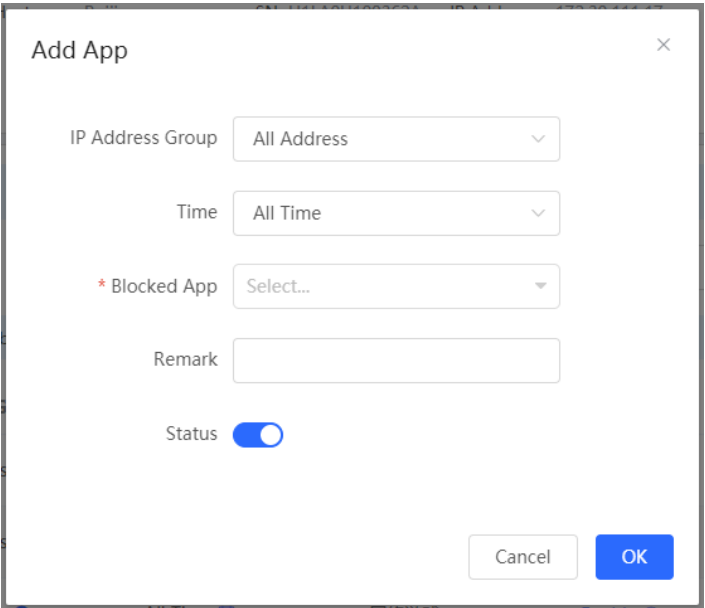 Add App
IP Address Group All Address
Time All Time
* Blocked App Select...
Remark
Status
Cancel OK